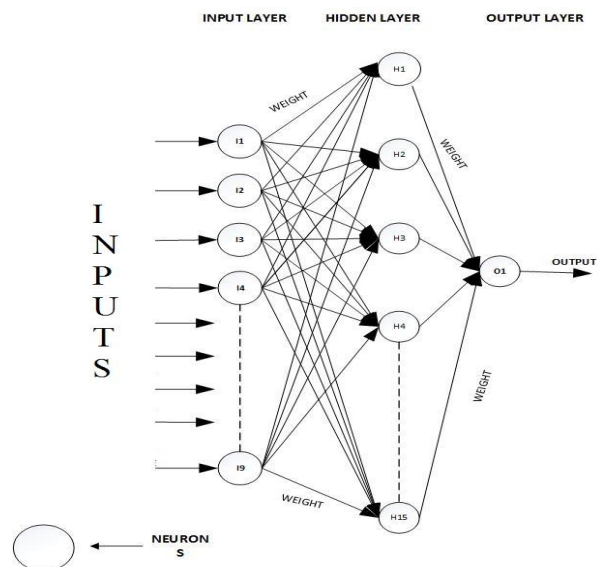 INPUT LAYER
HIDDEN LAYER
OUTPUT LAYER
H1
WEIGHT
I1
WEIGHT
H2
I2
INPUTS
I3
H3
OUTPUT
O1
I4
H4
WEIGHT
I9
WEIGHT
H15
NEURON
S